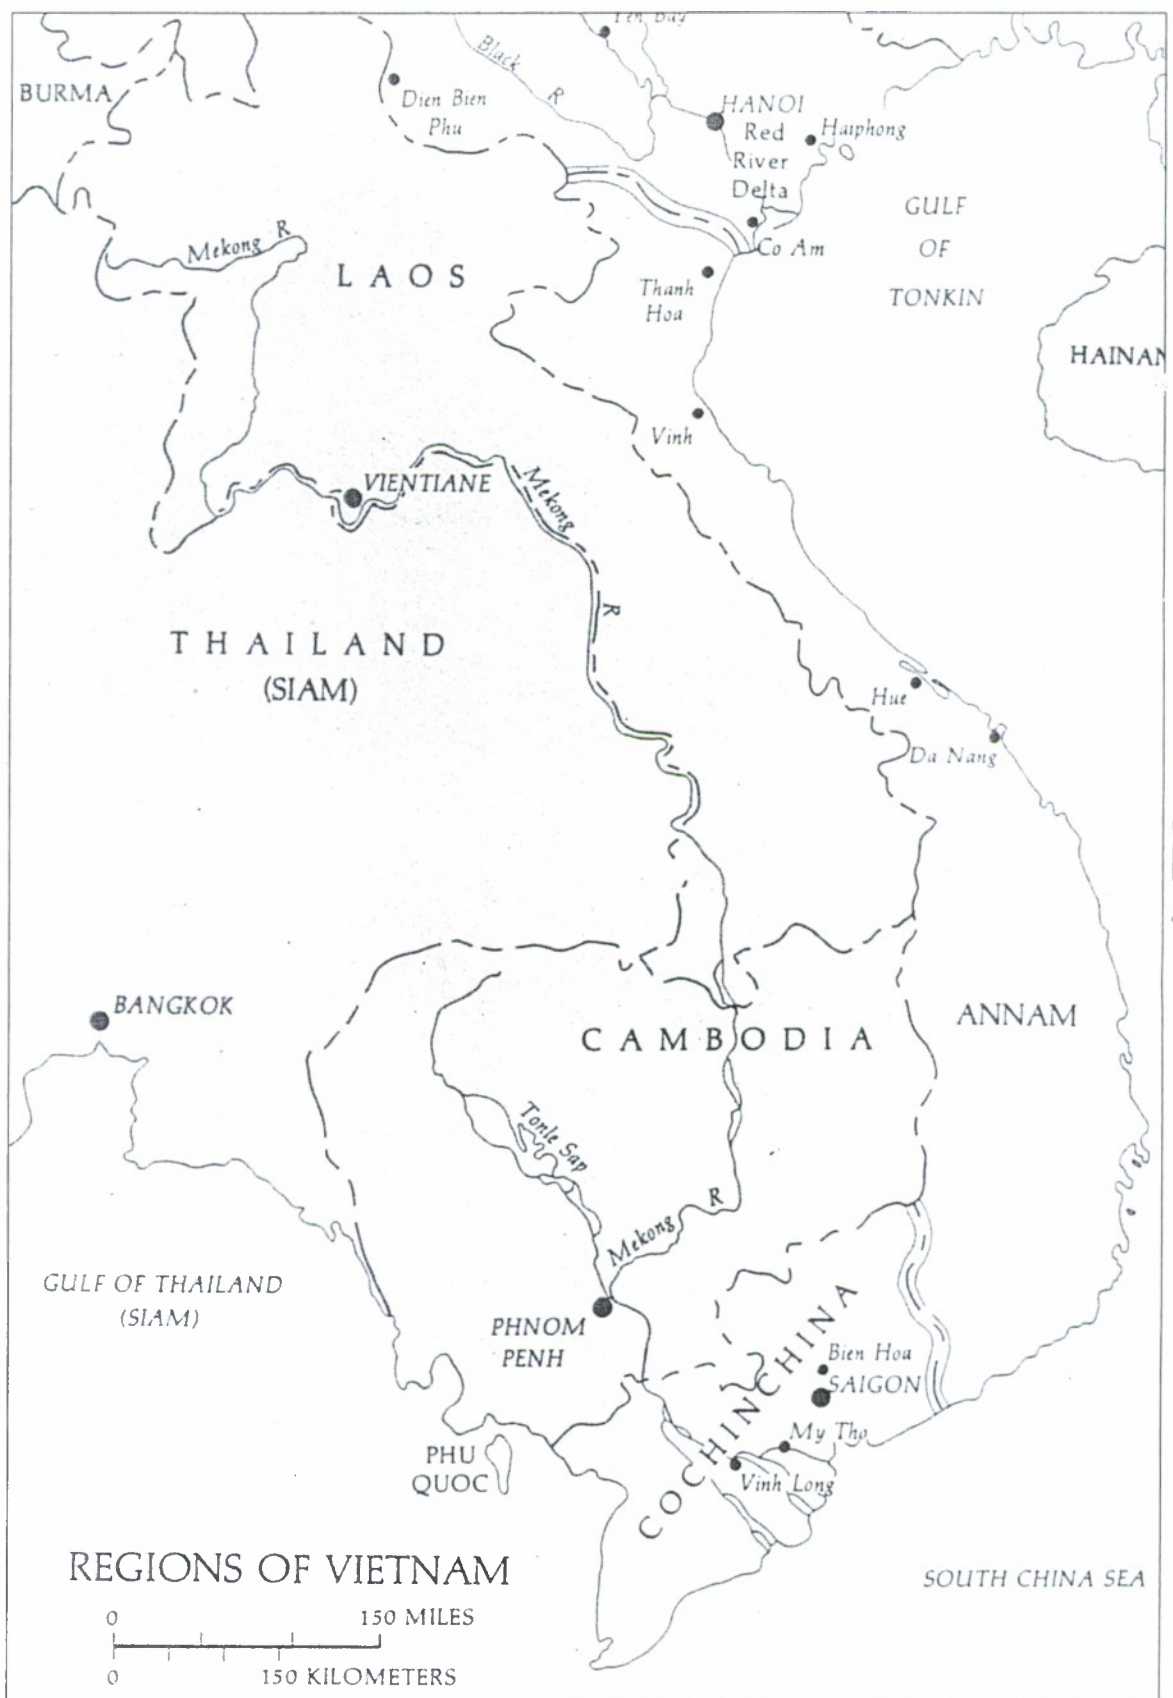 Yen Bay
Black R
BURMA
Dien Bien
Phu
HANOI
Red
River
Delta
Haiphong
GULF
OF
TONKIN
Mekong R
LAOS
Co Am
Thanh
Hoa
HAINAN
Vinh
VIENTIANE
Mekong R
THAILAND
(SIAM)
Hue
Da Nang
BANGKOK
CAMBODIA
ANNAM
Tonle Sap
Mekong R
GULF OF THAILAND
(SIAM)
PHNOM
PENH
COCHINCHINA
Bien Hoa
SAIGON
My Tho
Vinh Long
PHU
QUOC
REGIONS OF VIETNAM
SOUTH CHINA SEA
0 150 MILES
0 150 KILOMETERS